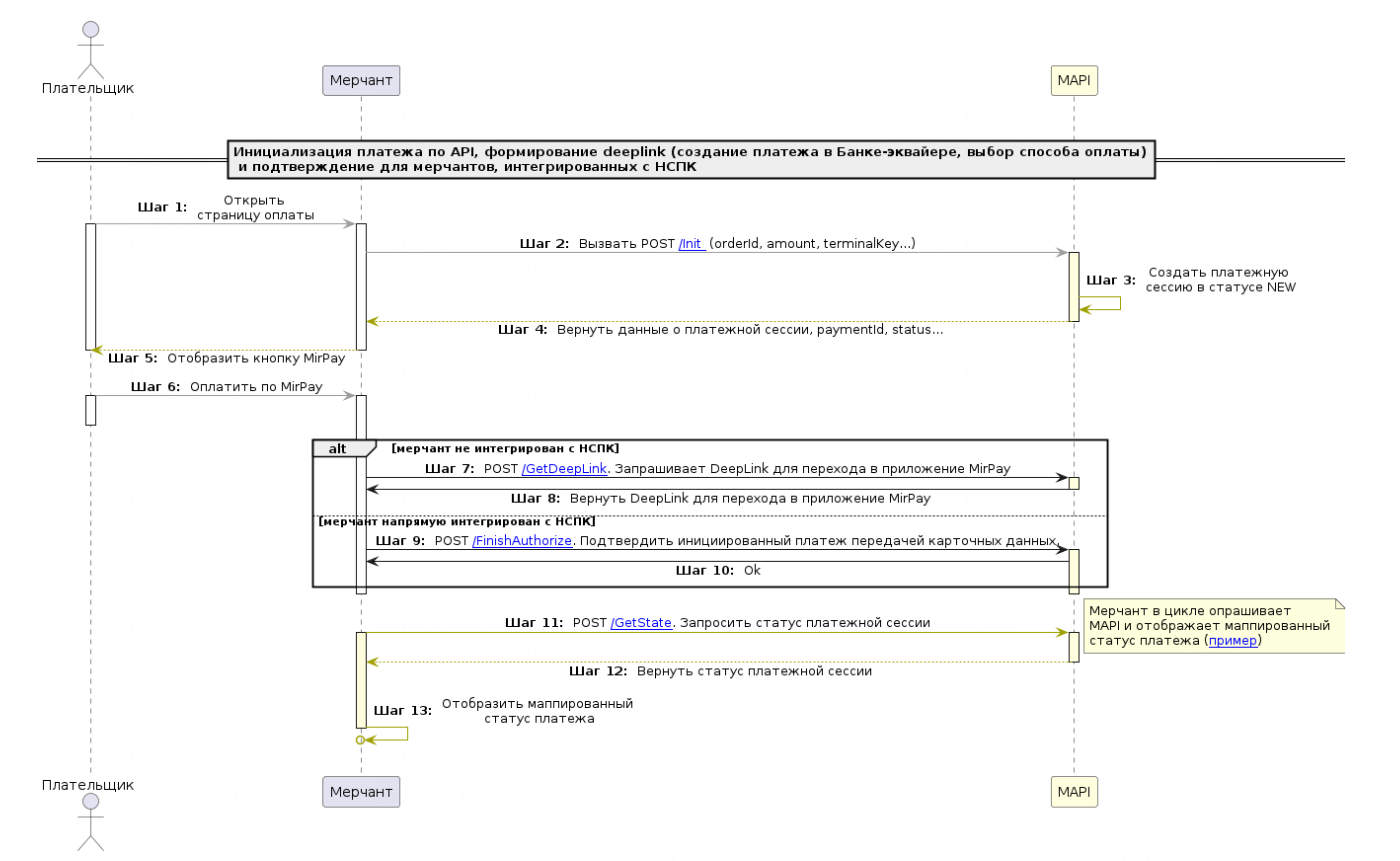 Плательщик
Мерчант
MAPI
Инициализация платежа по API, формирование deeplink (создание платежа в Банке-эквайере, выбор способа оплаты)
и подтверждение для мерчантов, интегрированных с НСПК
Шаг 1: Открыть
страницу оплаты
Шаг 2: Вызвать POST /Init (orderId, amount, terminalKey...)
Шаг 3: Создать платежную
сессию в статусе NEW
Шаг 4: Вернуть данные о платежной сессии, paymentId, status...
Шаг 5: Отобразить кнопку MirPay
Шаг 6: Оплатить по MirPay
alt [мерчант не интегрирован с НСПК]
Шаг 7: POST /GetDeepLink. Запрашивает DeepLink для перехода в приложение MirPay
Шаг 8: Вернуть DeepLink для перехода в приложение MirPay
[мерчант напрямую интегрирован с НСПК]
Шаг 9: POST /FinishAuthorize. Подтвердить инициированный платеж передачей карточных данных,
Шаг 10: Ok
Мерчант в цикле опрашивает
MAPI и отображает маппированный
статус платежа (пример)
Шаг 11: POST /GetState. Запросить статус платежной сессии
Шаг 12: Вернуть статус платежной сессии
Шаг 13: Отобразить маппированный
статус платежа
Плательщик
Мерчант
MAPI